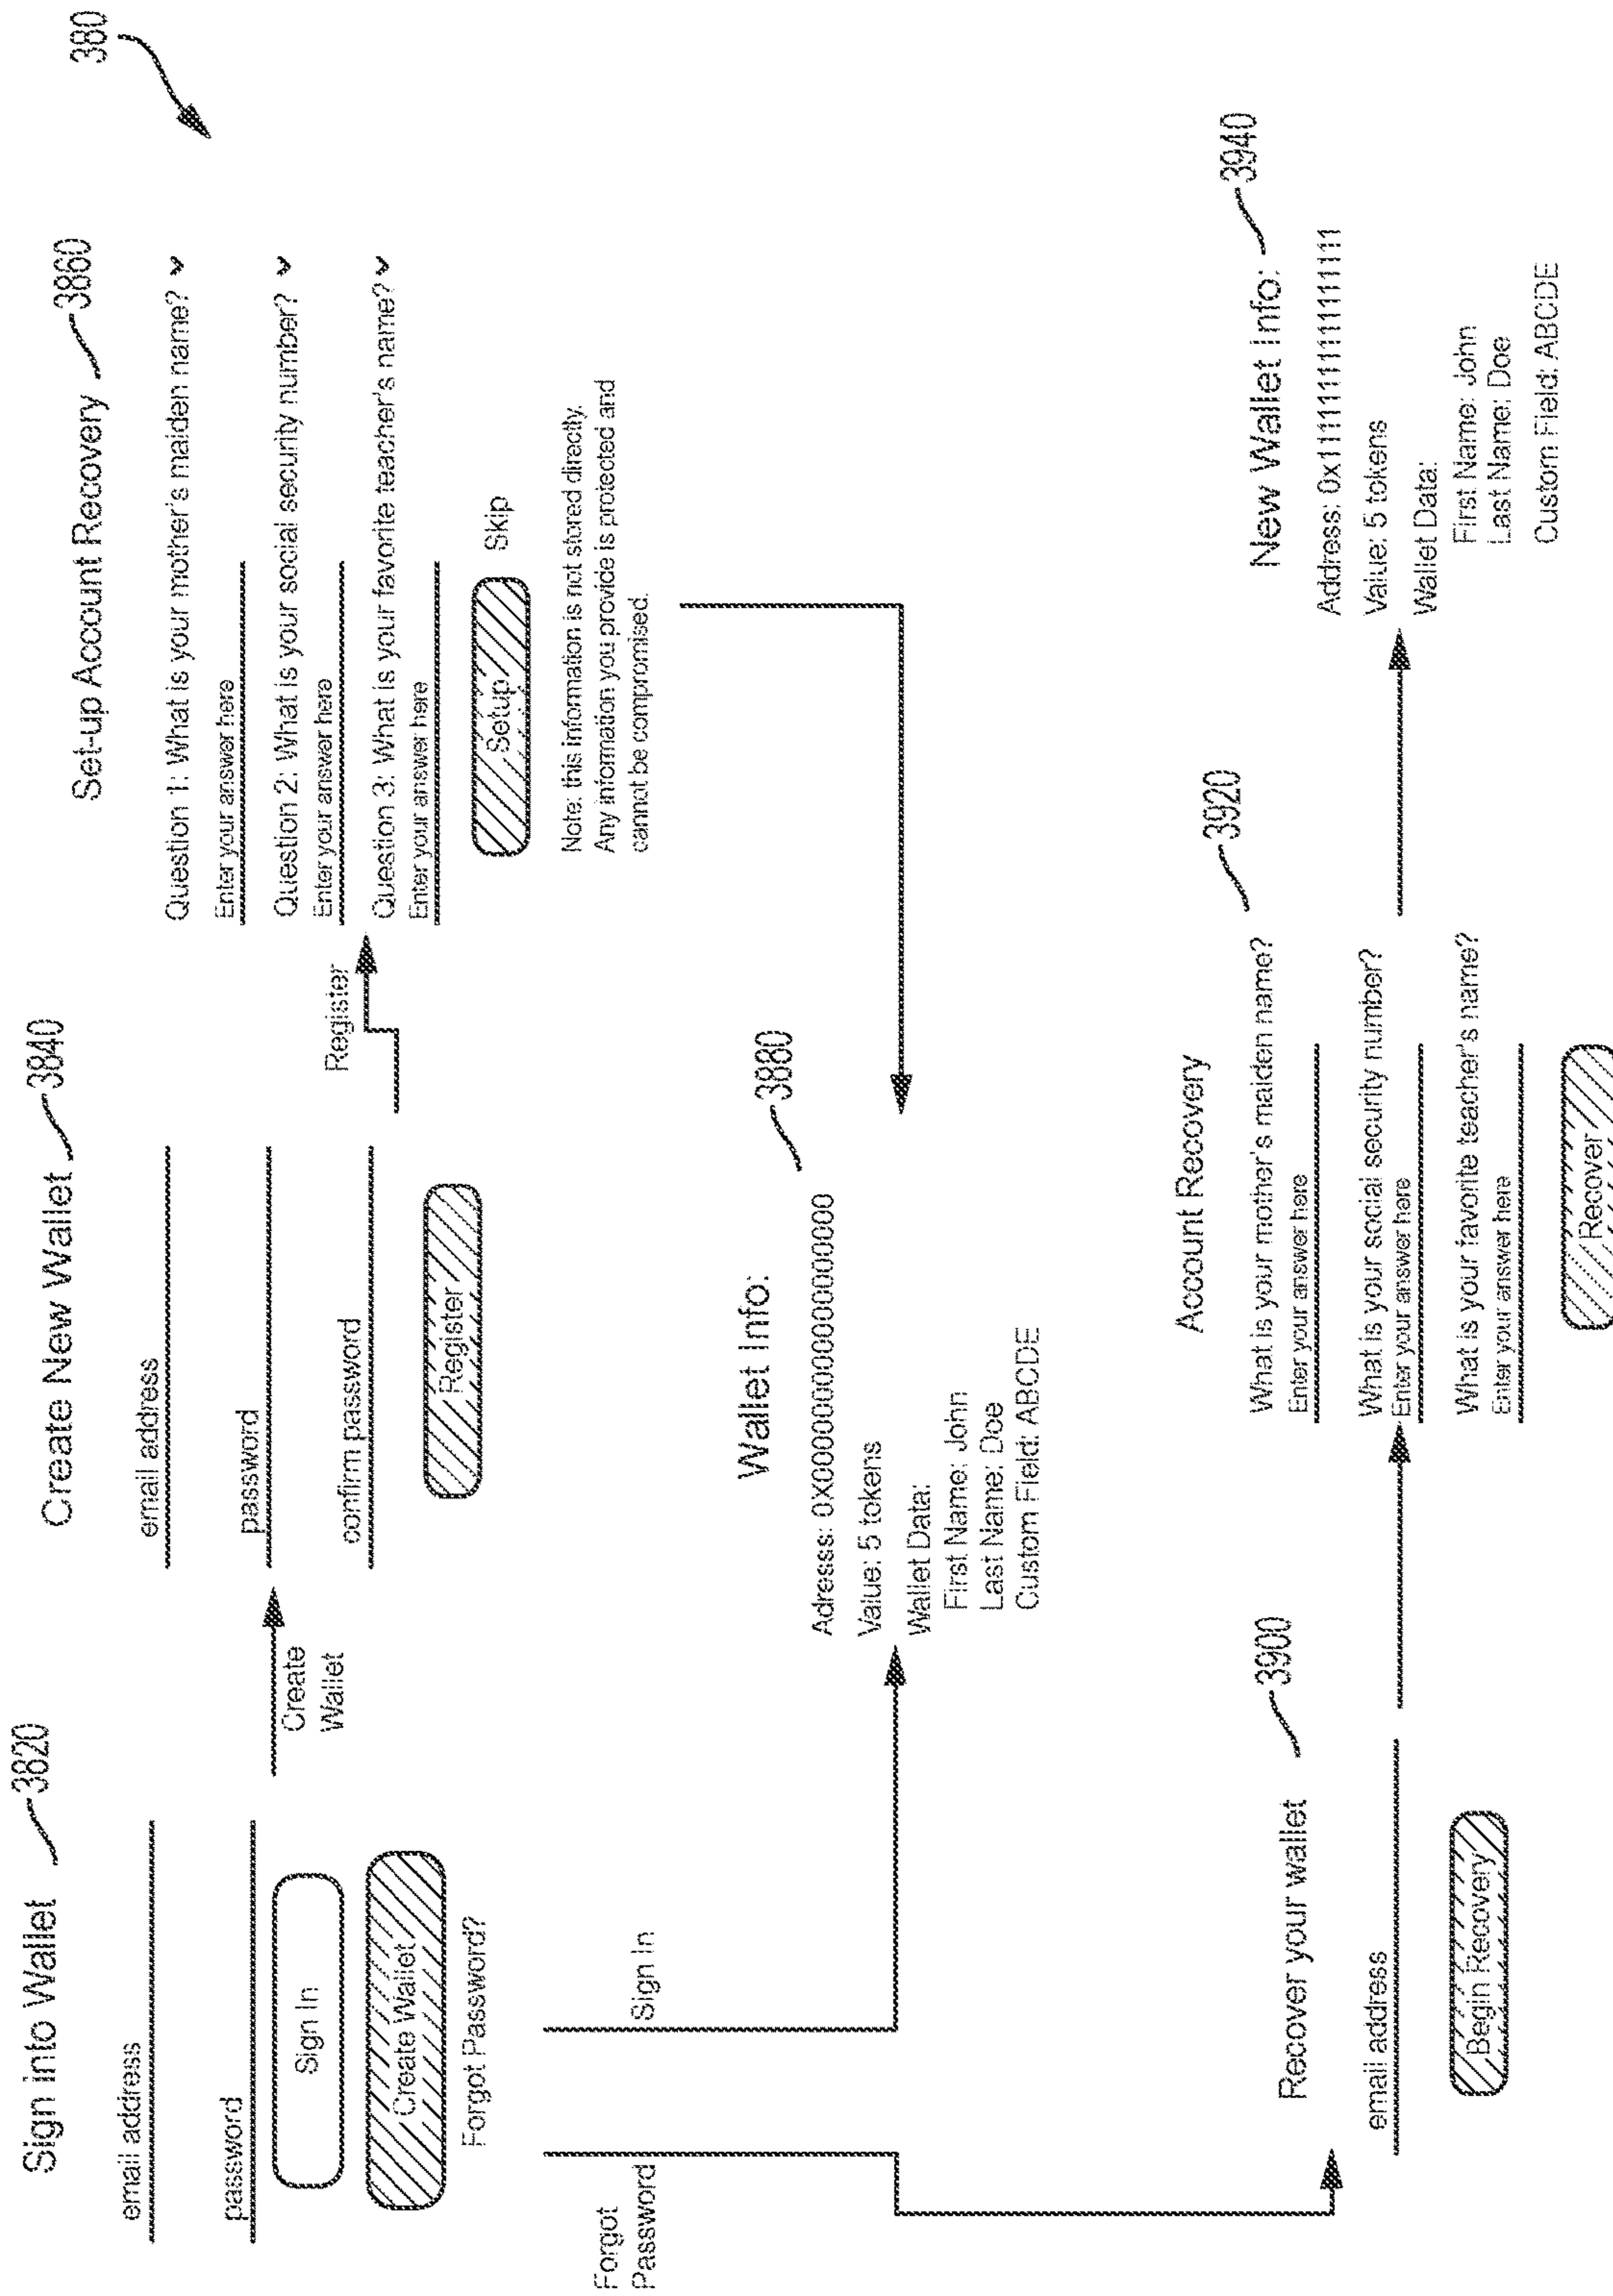 380
Sign into Wallet 3820
email address
password
Sign In
Create Wallet
Forgot Password?
Create
Wallet
Create New Wallet 3840
email address
password
confirm password
Register
Register
Set-up Account Recovery 3860
Question 1: What is your mother's maiden name?
Enter your answer here
Question 2: What is your social security number?
Enter your answer here
Question 3: What is your favorite teacher's name?
Enter your answer here
Setup Skip
Note: this information is not stored directly.
Any information you provide is protected and
cannot be compromised.
Forgot
Password
Sign In
Wallet Info: 3880
Value: 5 tokens
Wallet Data:
First Name: John
Last Name: Doe
Custom Field: ABCDE
Recover your wallet 3900
email address
Begin Recovery
Account Recovery
3920
What is your mother's maiden name?
Enter your answer here
What is your social security number?
Enter your answer here
What is your favorite teacher's name?
Enter your answer here
Recover
New Wallet Info: 3940
Value: 5 tokens
Wallet Data:
First Name: John
Last Name: Doe
Custom Field: ABCDE